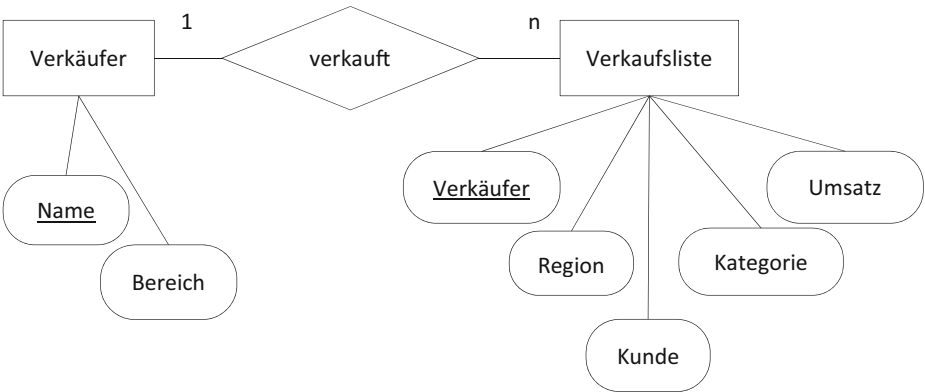 1
n
Verkäufer
verkauft
Verkaufsliste
Verkäufer
Umsatz
Name
Region
Kategorie
Bereich
Kunde